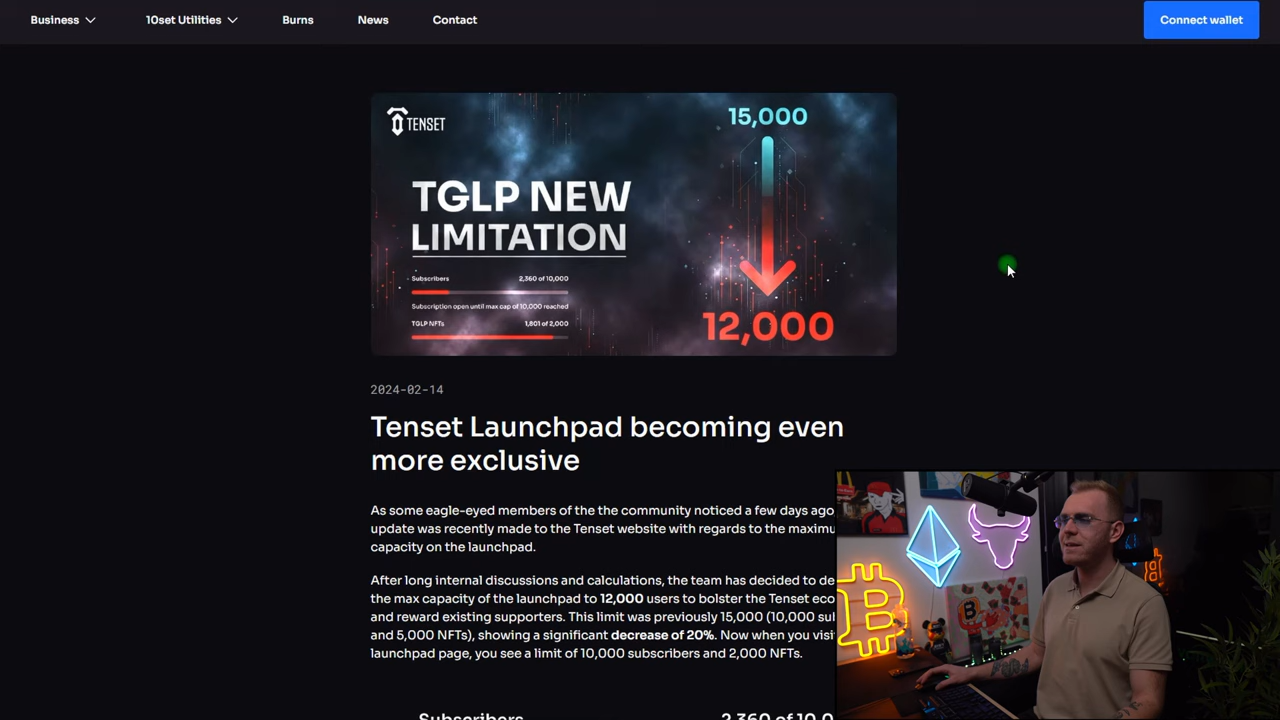 Business 10set Utilities Burns News Contact Connect wallet
TENSET
15,000
TGLP NEW
LIMITATION
Subscribers 2,360 of 10,000
Subscription open until max cap of 10,000 reached
TGLP NFTs 1,801 of 2,000
12,000
2024-02-14
Tenset Launchpad becoming even
more exclusive
As some eagle-eyed members of the the community noticed a few days ago
update was recently made to the Tenset website with regards to the maximu
capacity on the launchpad.
After long internal discussions and calculations, the team has decided to de
the max capacity of the launchpad to 12,000 users to bolster the Tenset eco
and reward existing supporters. This limit was previously 15,000 (10,000 su
and 5,000 NFTs), showing a significant decrease of 20%. Now when you visi
launchpad page, you see a limit of 10,000 subscribers and 2,000 NFTs.
Subscribers 2,360 of 10,0